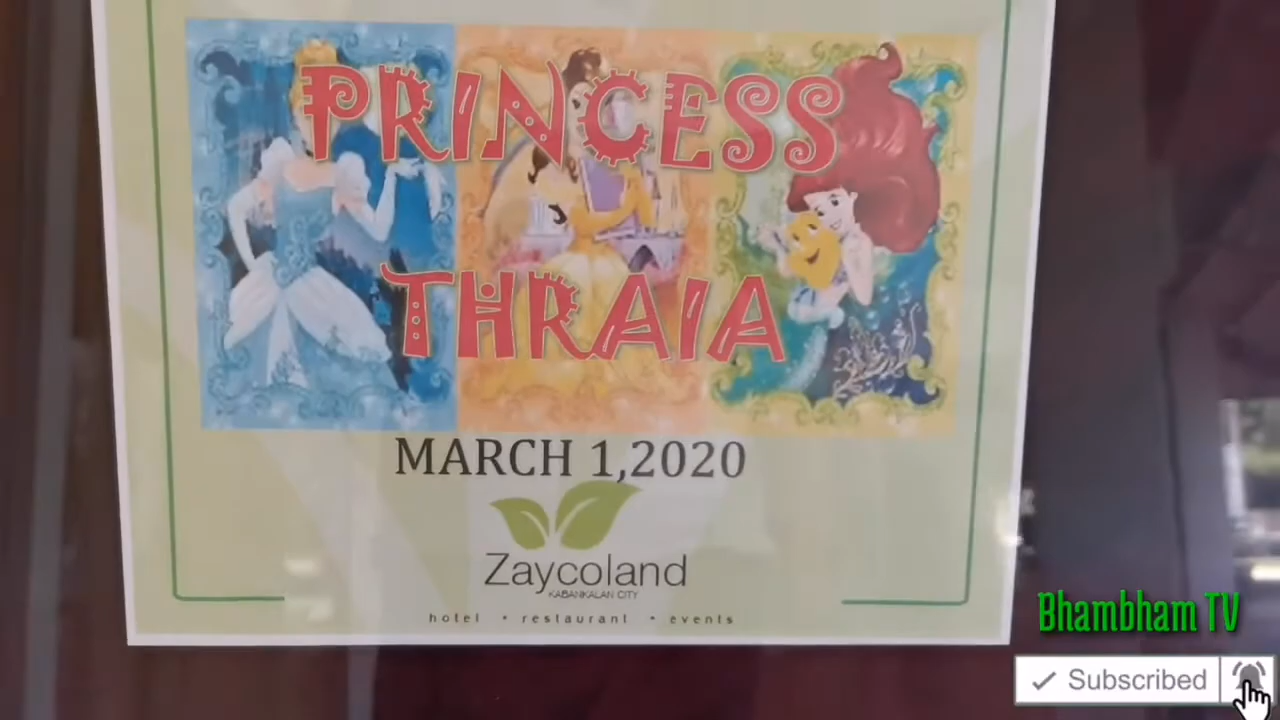 PRINCESS
THRAIA
MARCH 1,2020
Zaycoland
KABANKALAN CITY
hotel • restaurant • events
Bhambham TV
Subscribed